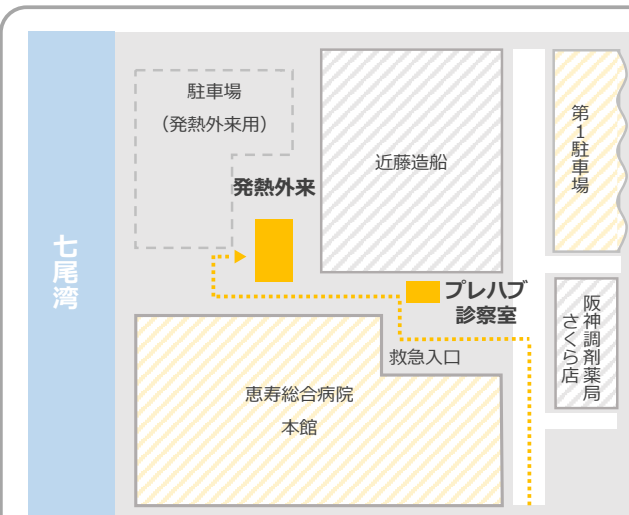 駐車場
（発熱外来用）
発熱外来
近藤造船
第1駐車場
七尾湾
プレハブ
診察室
阪神調剤薬局
さくら店
救急入口
恵寿総合病院
本館